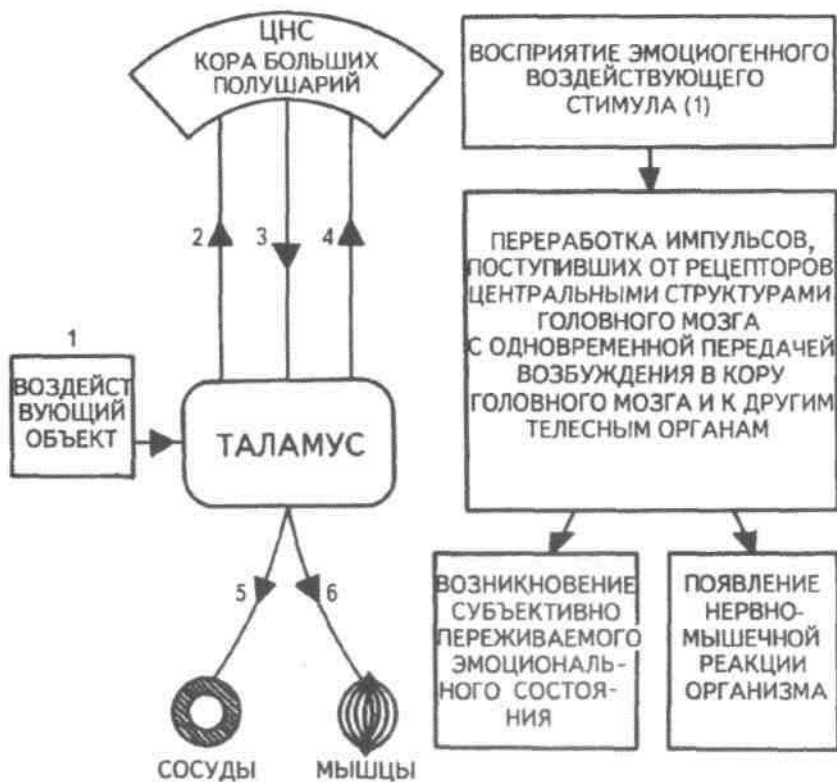 ЦНС
КОРА БОЛЬШИХ
ПОЛУШАРИЙ
2
3
4
1
ВОЗДЕЙСТ
ВУЮЩИЙ
ОБЪЕКТ
ТАЛАМУС
5
6
СОСУДЫ
МЫШЦЫ
ВОСПРИЯТИЕ ЭМОЦИОГЕННОГО
ВОЗДЕЙСТВУЮЩЕГО
СТИМУЛА (1)
ПЕРЕРАБОТКА ИМПУЛЬСОВ,
ПОСТУПИВШИХ ОТ РЕЦЕПТОРОВ
ЦЕНТРАЛЬНЫМИ СТРУКТУРАМИ
ГОЛОВНОГО МОЗГА
С ОДНОВРЕМЕННОЙ ПЕРЕДАЧЕЙ
ВОЗБУЖДЕНИЯ В КОРУ
ГОЛОВНОГО МОЗГА И К ДРУГИМ
ТЕЛЕСНЫМ ОРГАНАМ
ВОЗНИКНОВЕНИЕ
СУБЪЕКТИВНО
ПЕРЕЖИВАЕМОГО
ЭМОЦИОНАЛЬ-
НОГО СОСТОЯ-
НИЯ
ПОЯВЛЕНИЕ
НЕРВНО-
МЫШЕЧНОЙ
РЕАКЦИИ
ОРГАНИЗМА